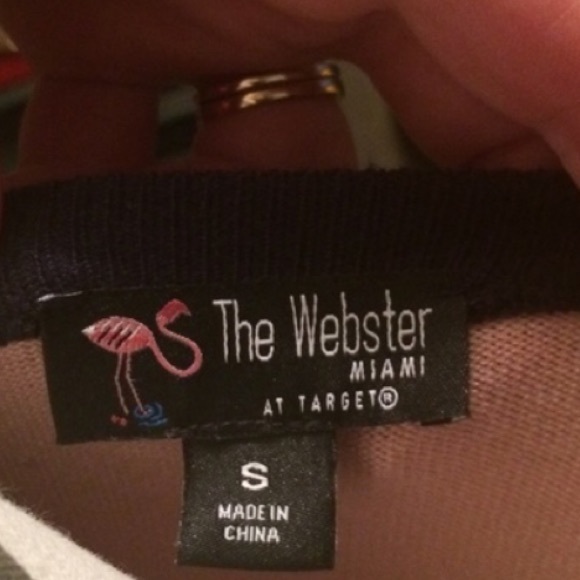 The Webster
MIAMI
AT TARGET®
S
MADE IN
CHINA